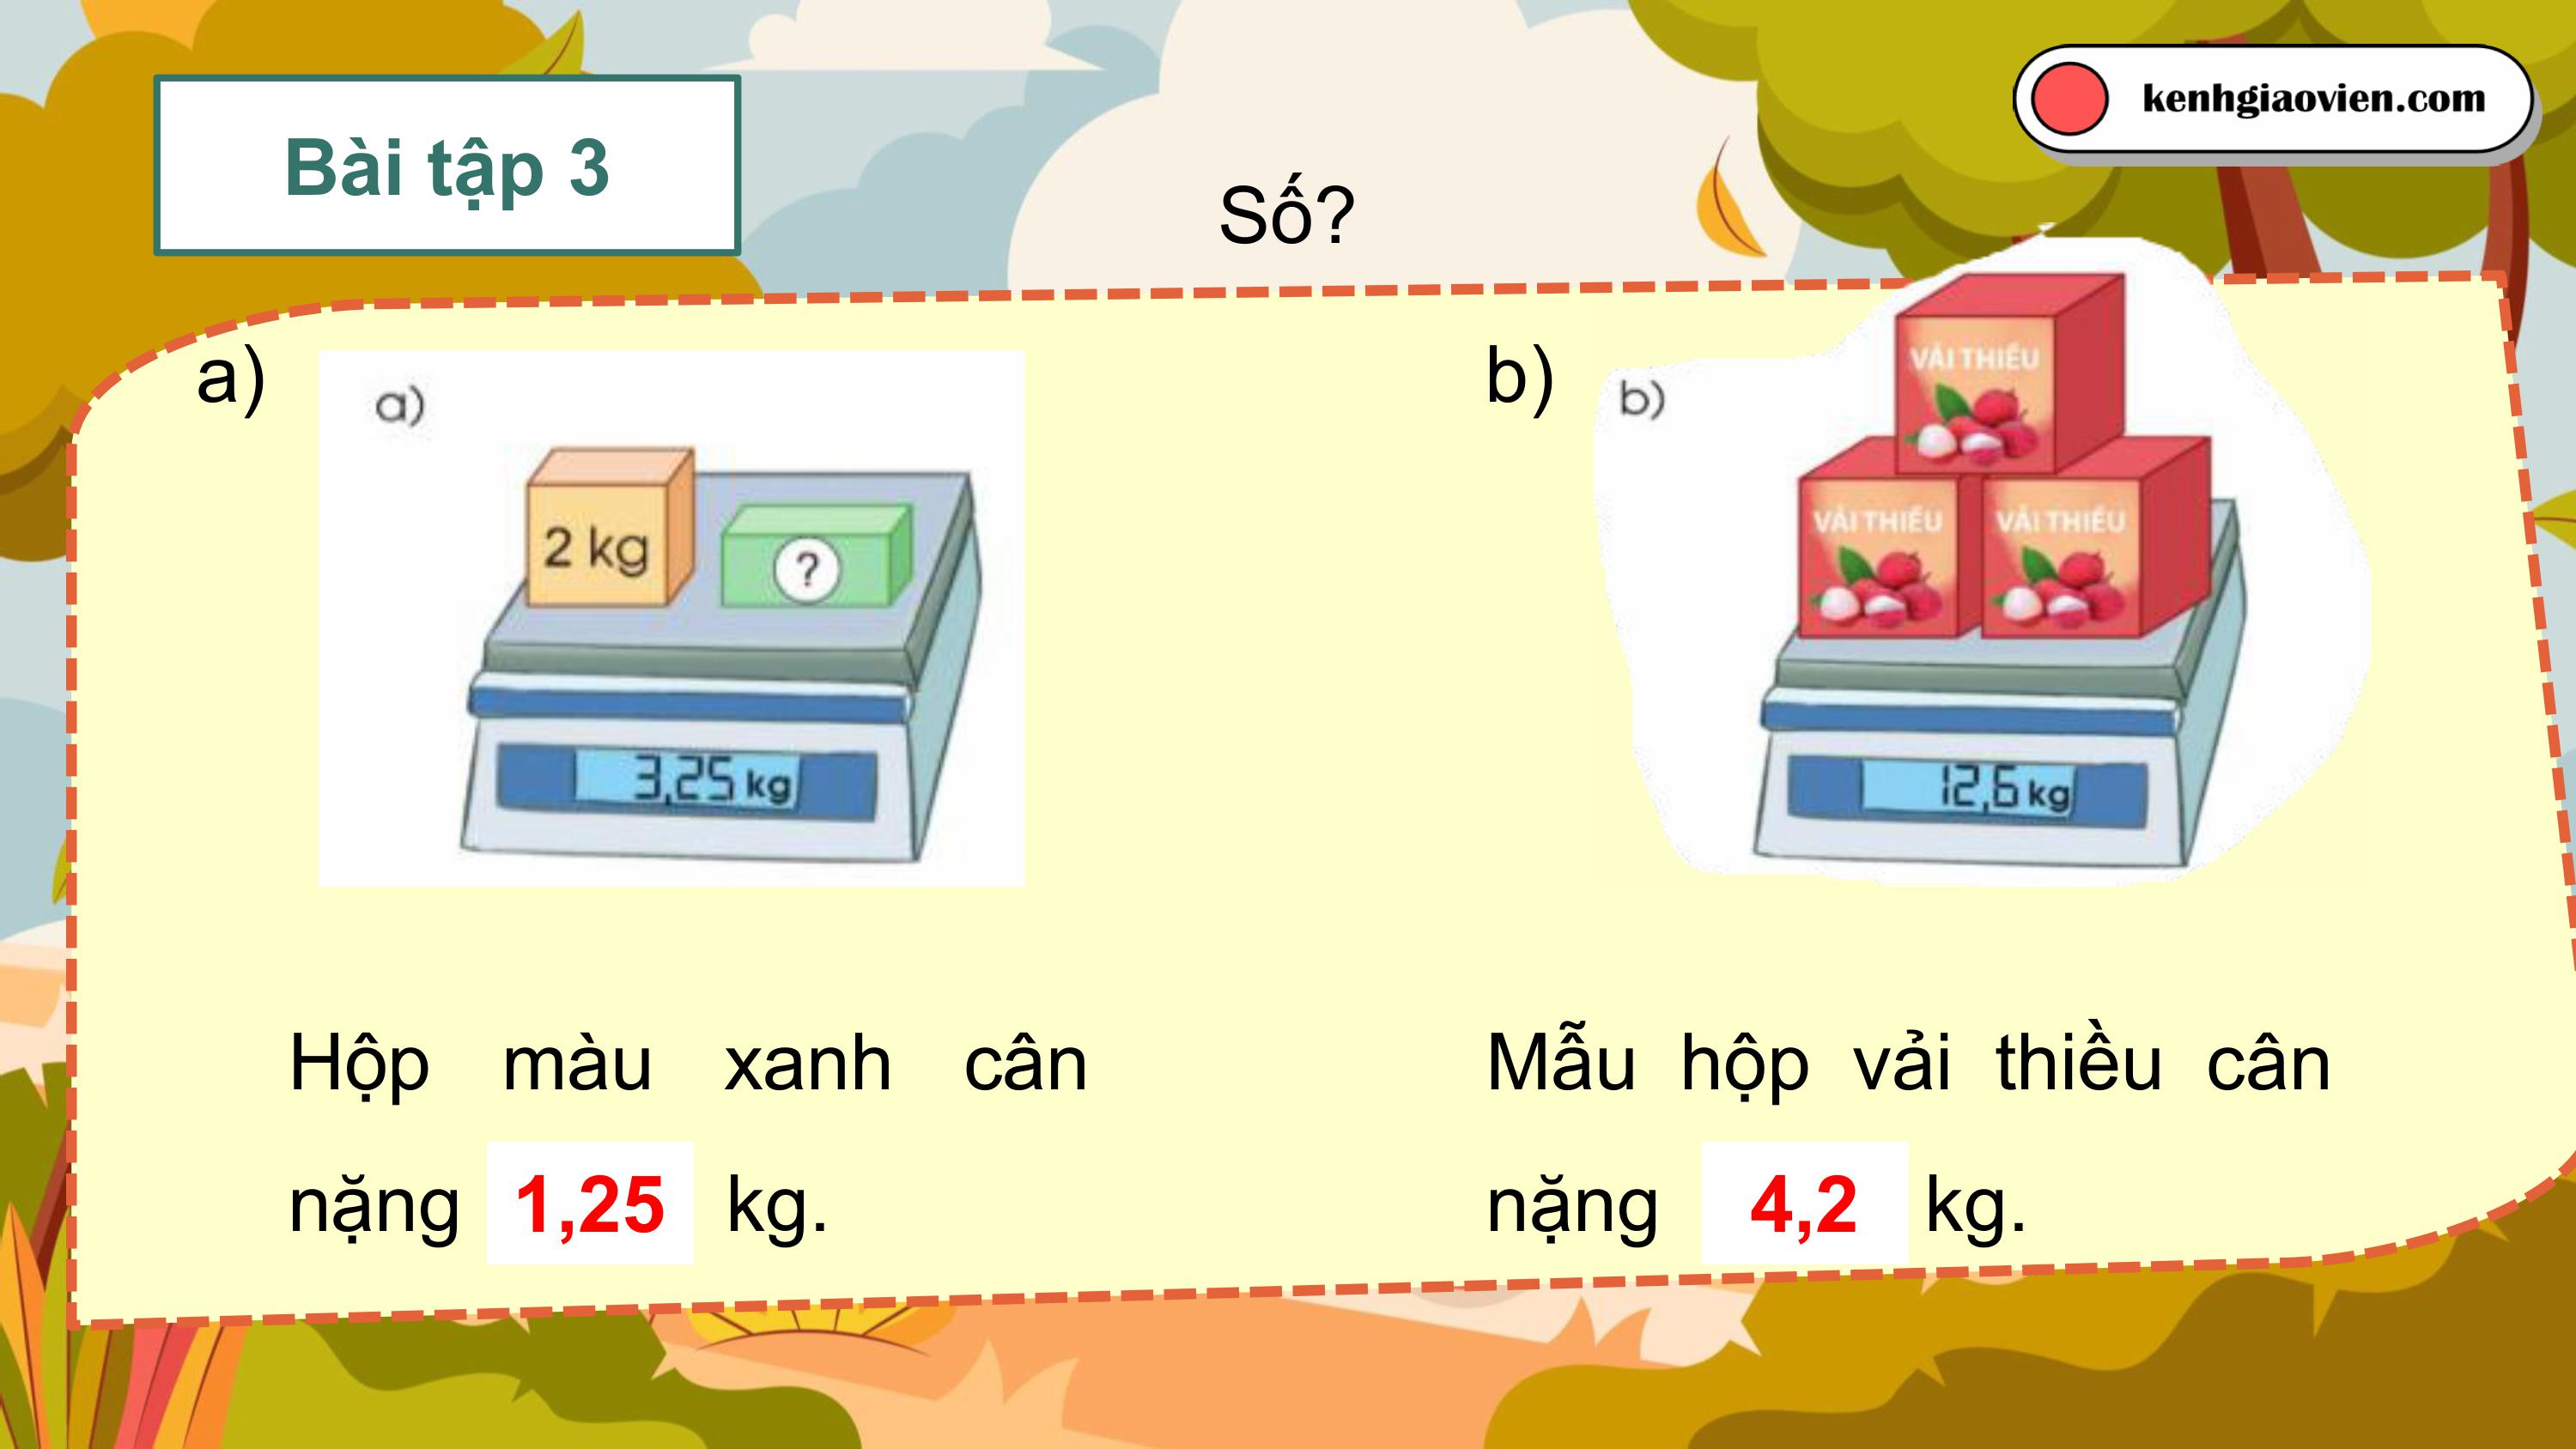 kenhgiaovien.com
Bài tập 3
Số?
a)
a)
2 kg
?
3,25 kg
Hộp màu xanh cân
nặng 1,25 kg.
b)
b)
VẢI THIỀU
VẢI THIỀU VẢI THIỀU
12,6 kg
Mẫu hộp vải thiều cân
nặng 4,2 kg.